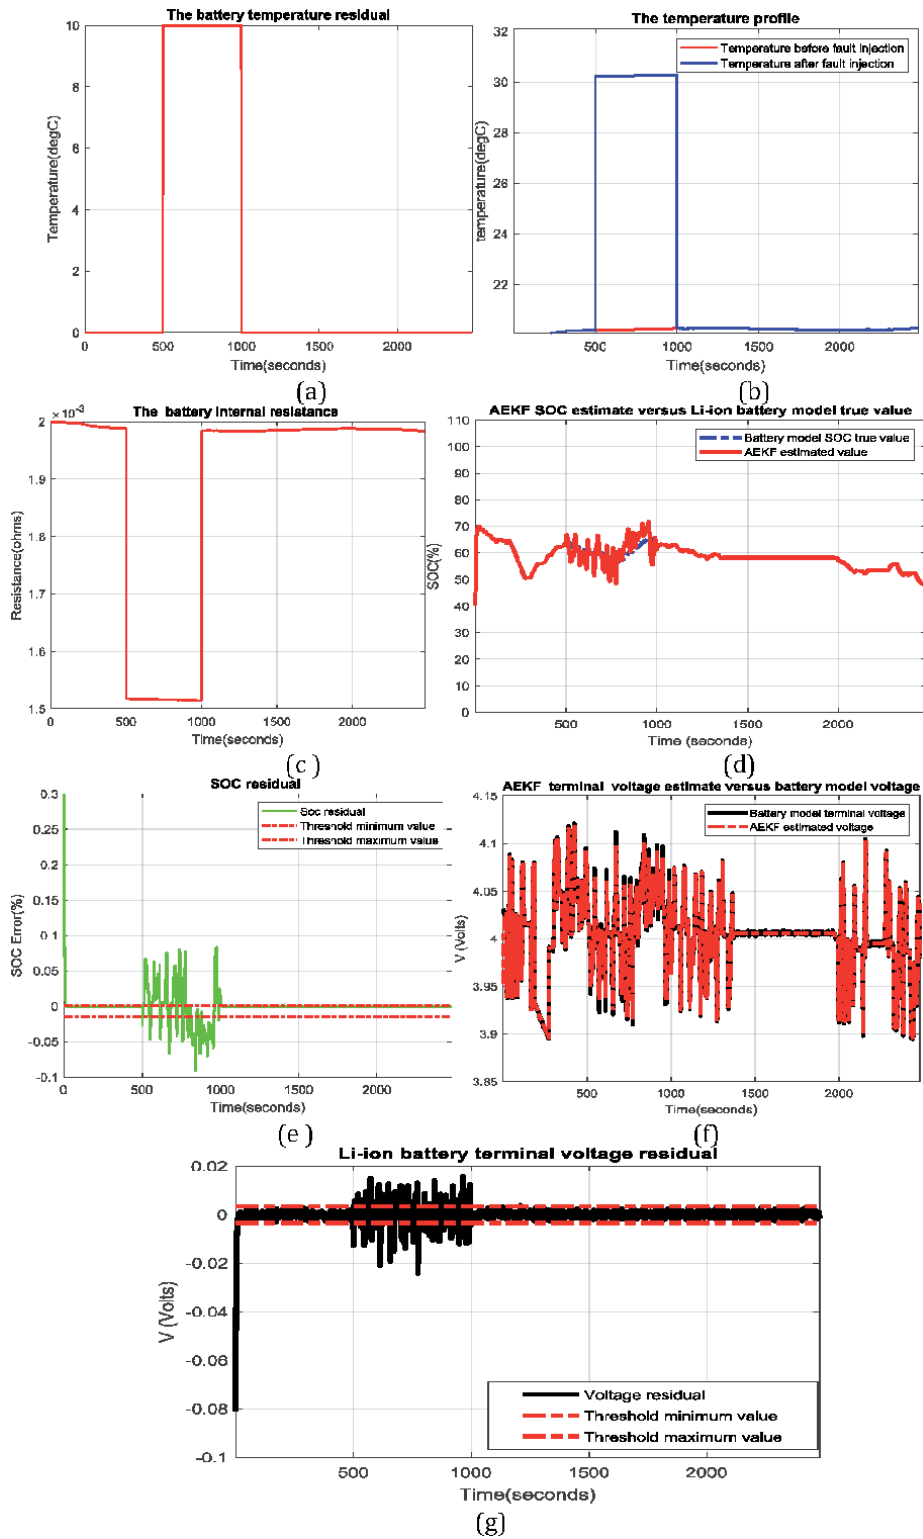 The battery temperature residual
10
8
6
4
2
0
Temperature(degC)
0 500 1000 1500 2000
Time(seconds)
(a)
The temperature profile
32
30
28
26
24
22
temperature(degC)
Temperature before fault injection
Temperature after fault injection
500 1000 1500 2000
Time(seconds)
(b)
The battery internal resistance
× 10-3
2
1.9
1.8
1.7
1.6
1.5
Resistance(ohms)
0 500 1000 1500 2000
Time(seconds)
(c )
AEKF SOC estimate versus Li-ion battery model true value
110
100
90
80
70
60
50
40
30
20
10
0
SOC(%)
Battery model SOC true value
AEKF estimated value
500 1000 1500 2000
Time (seconds)
(d)
SOC residual
0.3
0.25
0.2
0.15
0.1
0.05
0
-0.05
-0.1
SOC Error(%)
Soc residual
Threshold minimum value
Threshold maximum value
0 500 1000 1500 2000
Time(seconds)
(e )
AEKF terminal voltage estimate versus battery model voltage
4.15
4.1
4.05
4
3.95
3.9
3.85
V (Volts)
Battery model terminal voltage
AEKF estimated voltage
500 1000 1500 2000
Time(seconds)
(f)
Li-ion battery terminal voltage residual
0.02
0
-0.02
-0.04
-0.06
-0.08
-0.1
V (Volts)
Voltage residual
Threshold minimum value
Threshold maximum value
500 1000 1500 2000
Time(seconds)
(g)